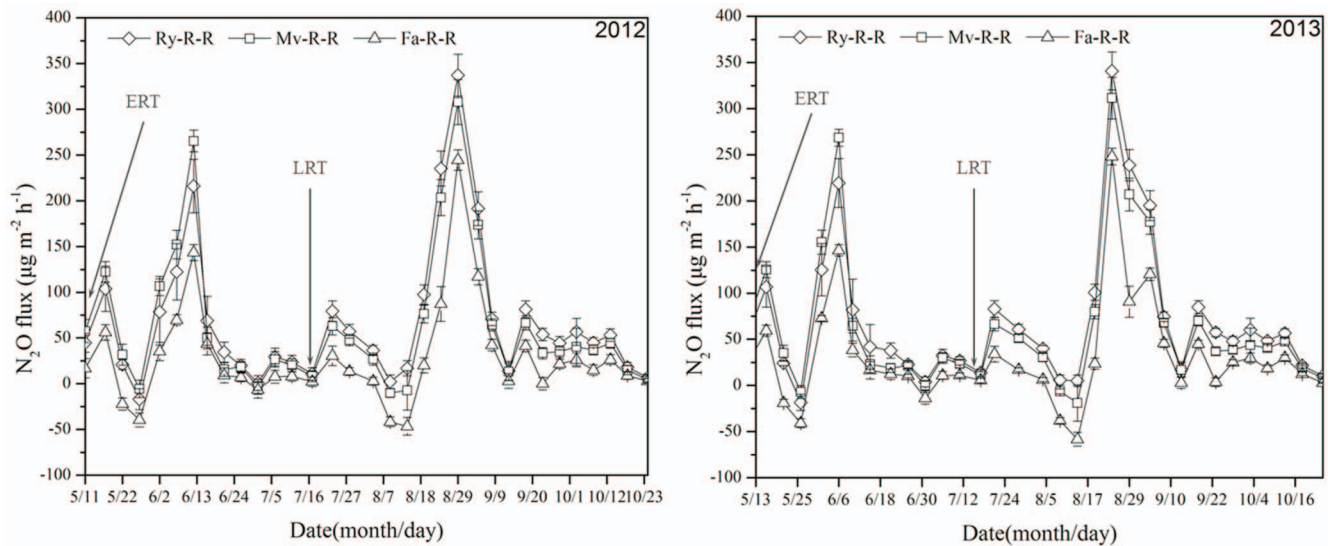 2012
Ry-R-R Mv-R-R Fa-R-R
ERT
LRT
N₂O flux (μg m⁻² h⁻¹)
400
350
300
250
200
150
100
50
0
-50
-100
5/11 5/22 6/2 6/13 6/24 7/5 7/16 7/27 8/7 8/18 8/29 9/9 9/20 10/1 10/12 10/23
Date(month/day)
2013
Ry-R-R Mv-R-R Fa-R-R
ERT
LRT
N₂O flux (μg m⁻² h⁻¹)
400
350
300
250
200
150
100
50
0
-50
-100
5/13 5/25 6/6 6/18 6/30 7/12 7/24 8/5 8/17 8/29 9/10 9/22 10/4 10/16
Date(month/day)